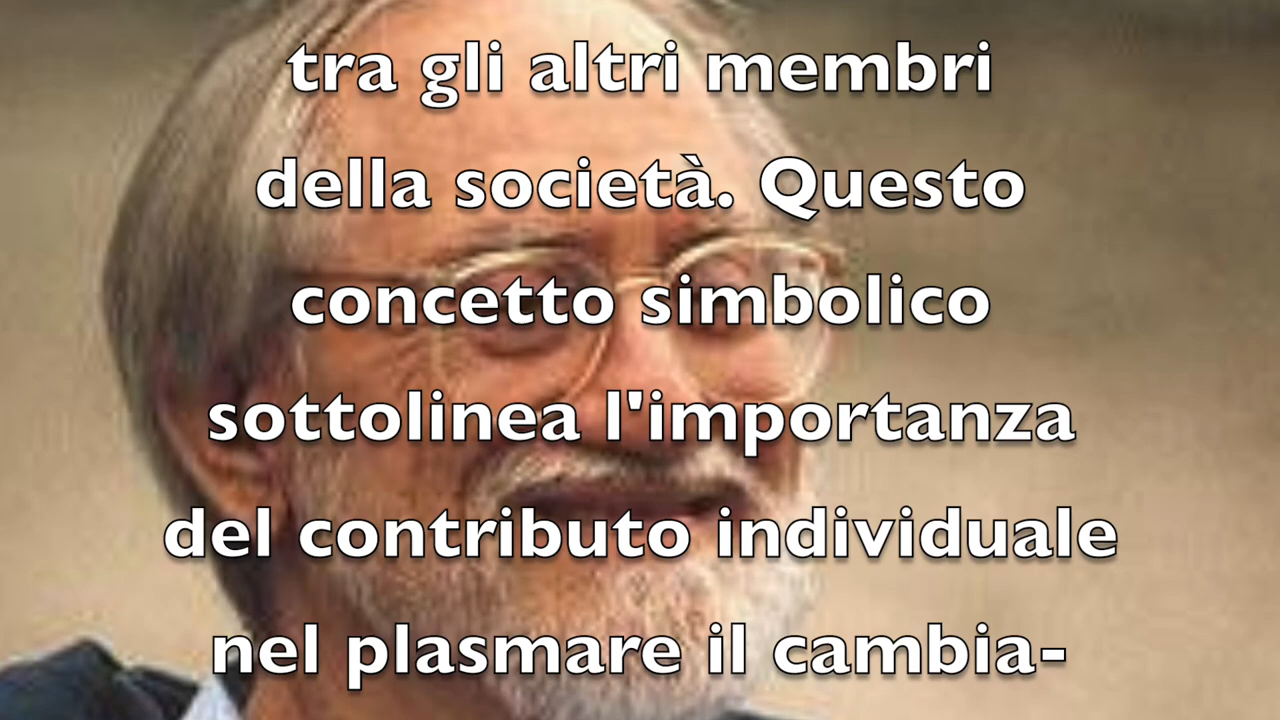 tra gli altri membri
della società. Questo
concetto simbolico
sottolinea l'importanza
del contributo individuale
nel plasmare il cambia-